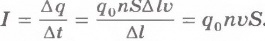 I = Δq / Δt = q₀nSΔlv / Δl = q₀nvS.